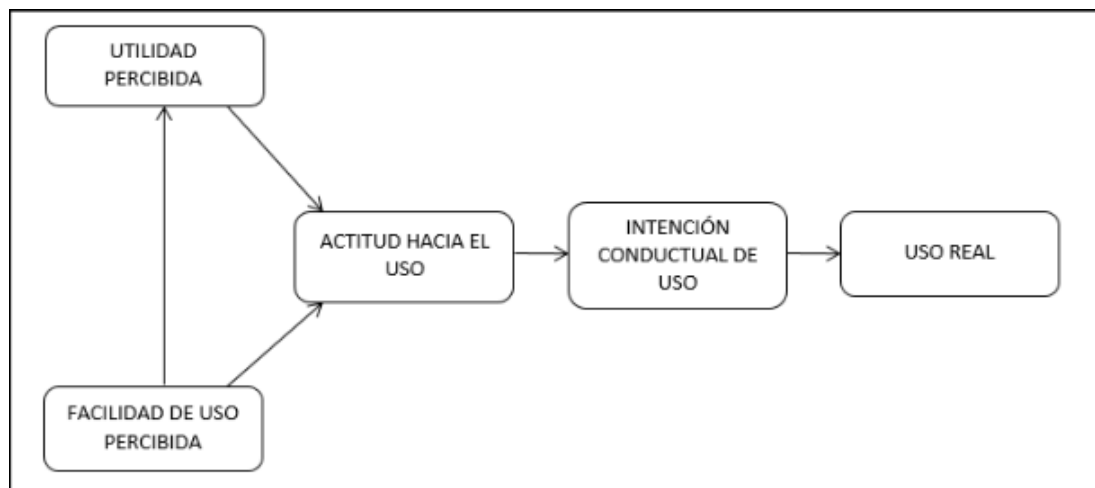 UTILIDAD
PERCIBIDA
ACTITUD HACIA EL
USO
INTENCIÓN
CONDUCTUAL DE
USO
USO REAL
FACILIDAD DE USO
PERCIBIDA